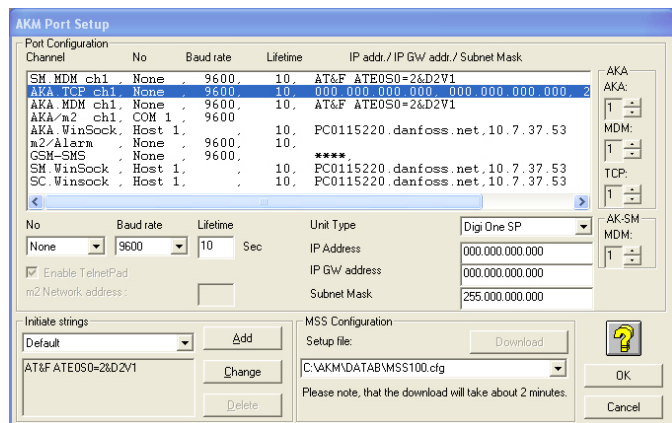 AKM Port Setup
Port Configuration
Channel No Baud rate Lifetime IP addr./ IP GW addr./ Subnet Mask
SM.MDM ch1 , None , 9600, 10, AT&F ATE0S0=2&D2V1
AKA.TCP ch1, None , 9600, 10, 000.000.000.000, 000.000.000.000, 2
AKA.MDM ch1, None , 9600, 10, AT&F ATE0S0=2&D2V1
AKA/m2 ch1, COM 1 , 9600
AKA.WinSock, Host 1, , 10, PC0115220.danfoss.net,10.7.37.53
m2/Alarm , None , 9600, 10,
GSM-SMS , None , 9600, ****,
SM.WinSock , Host 1, , 10, PC0115220.danfoss.net,10.7.37.53
SC.Winsock , Host 1, , 10, PC0115220.danfoss.net,10.7.37.53
AKA
AKA:
1
MDM:
1
TCP:
1
No Baud rate Lifetime
None 9600 10 Sec
Enable TelnetPad
m2 Network address :
Unit Type Digi One SP
IP Address 000.000.000.000
IP GW address 000.000.000.000
Subnet Mask 255.000.000.000
AK-SM
MDM:
1
Initiate strings
Default
AT&F ATE0S0=2&D2V1
Add
Change
Delete
MSS Configuration
Setup file: Download
C:\AKM\DATAB\MSS100.cfg
Please note, that the download will take about 2 minutes.
?
OK
Cancel